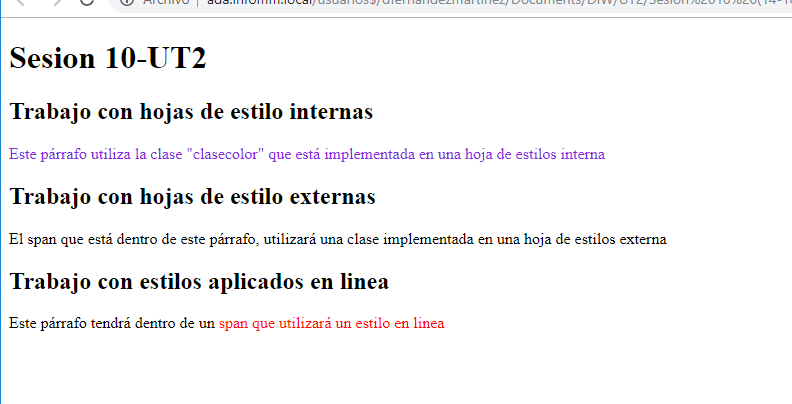 Archivo | ada.infomm.local/usuarios$/dfernandezmartinez/Documents/DIW/UT2/Sesion%2010%20(14-10
Sesion 10-UT2
Trabajo con hojas de estilo internas
Este párrafo utiliza la clase "clasecolor" que está implementada en una hoja de estilos interna
Trabajo con hojas de estilo externas
El span que está dentro de este párrafo, utilizará una clase implementada en una hoja de estilos externa
Trabajo con estilos aplicados en linea
Este párrafo tendrá dentro de un span que utilizará un estilo en linea